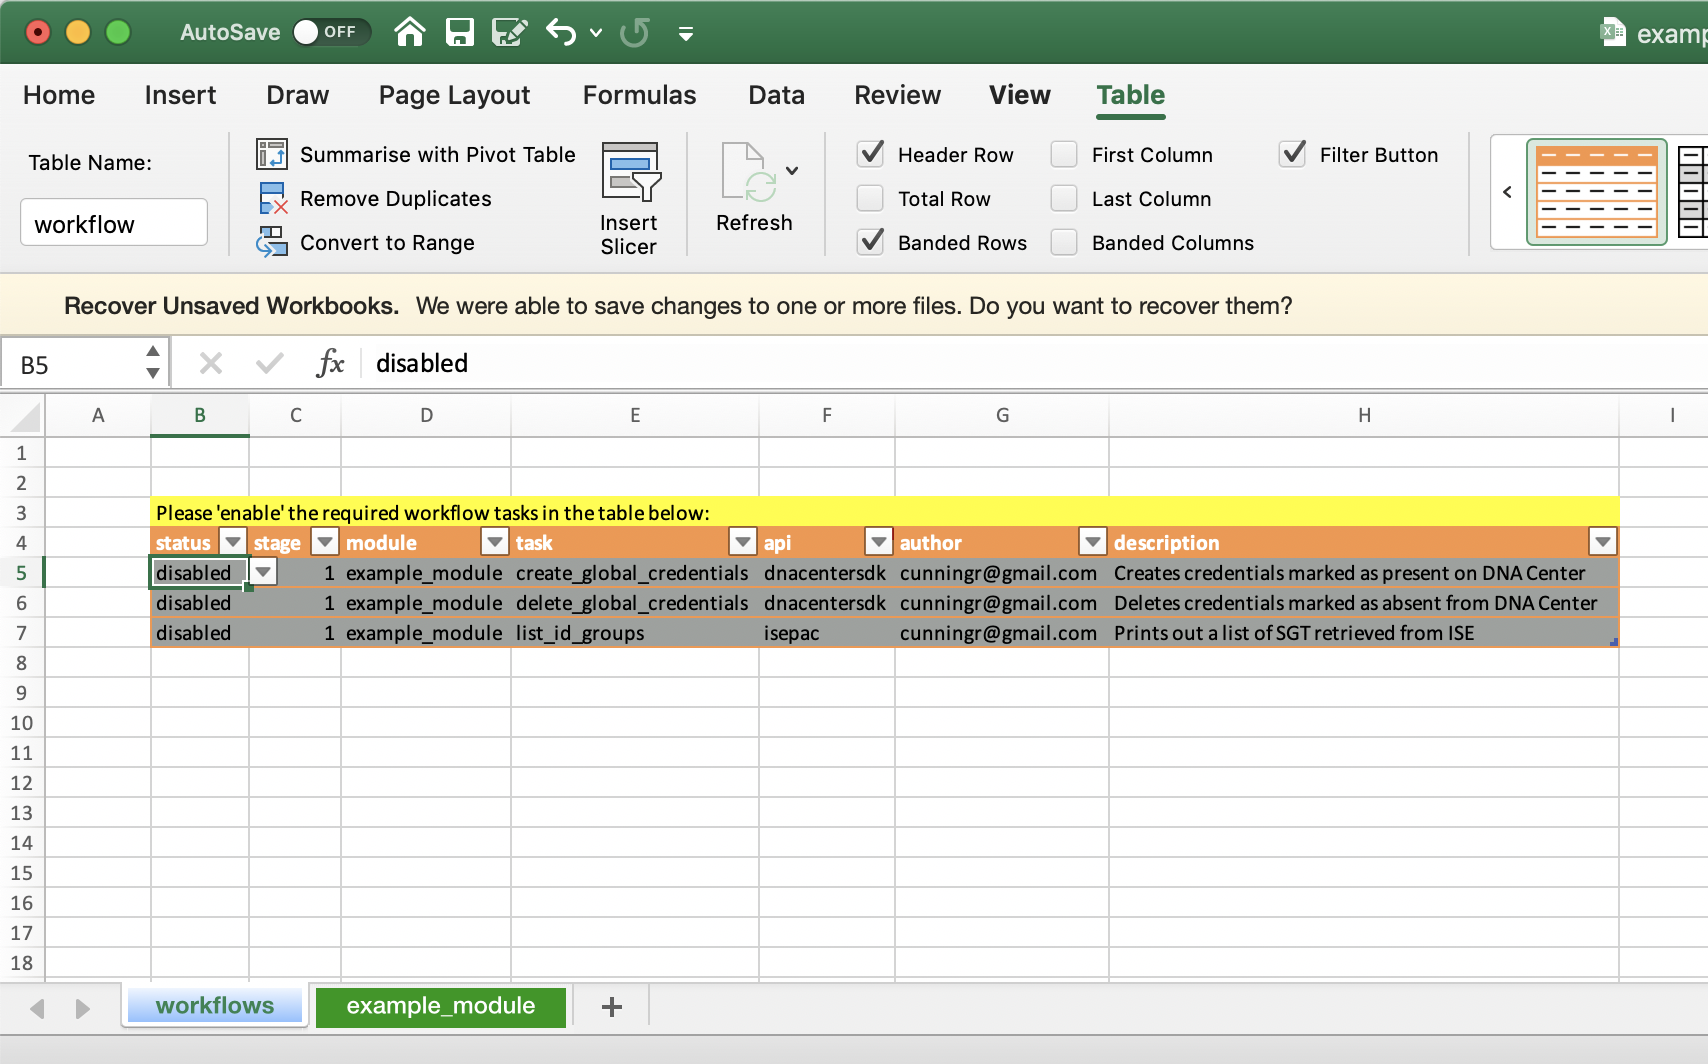 AutoSave OFF
Home Insert Draw Page Layout Formulas Data Review View Table
Table Name:
workflow
Summarise with Pivot Table
Remove Duplicates
Convert to Range
Insert
Slicer
Refresh
Header Row First Column Filter Button
Total Row Last Column
Banded Rows Banded Columns
Recover Unsaved Workbooks. We were able to save changes to one or more files. Do you want to recover them?
B5 fx disabled
A B C D E F G H I
1
2
3 Please 'enable' the required workflow tasks in the table below:
4 status stage module task api author description
5 disabled 1 example_module create_global_credentials dnacentersdk cunningr@gmail.com Creates credentials marked as present on DNA Center
6 disabled 1 example_module delete_global_credentials dnacentersdk cunningr@gmail.com Deletes credentials marked as absent from DNA Center
7 disabled 1 example_module list_id_groups isepac cunningr@gmail.com Prints out a list of SGT retrieved from ISE
8
9
10
11
12
13
14
15
16
17
18
workflows example_module +